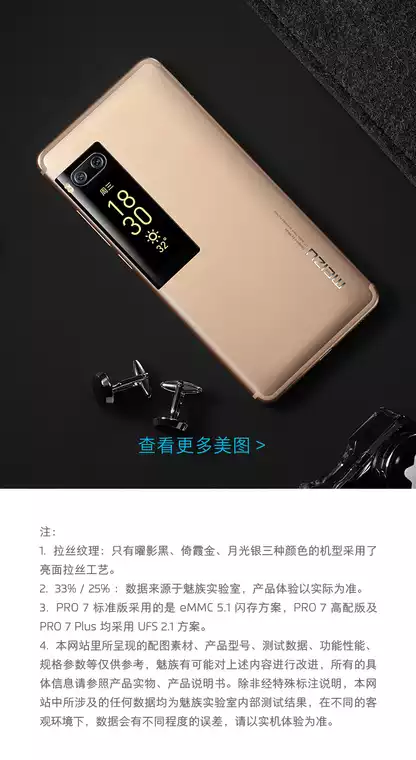 周三
18
30
32°
MEIZU
查看更多美图 >
注：
1. 拉丝纹理：只有曜影黑、倚霞金、月光银三种颜色的机型采用了
亮面拉丝工艺。
2. 33% / 25% ：数据来源于魅族实验室，产品体验以实际为准。
3. PRO 7 标准版采用的是 eMMC 5.1 闪存方案，PRO 7 高配版及
PRO 7 Plus 均采用 UFS 2.1 方案。
4. 本网站里所呈现的配图素材、产品型号、测试数据、功能性能、
规格参数等仅供参考，魅族有可能对上述内容进行改进，所有的具
体信息请参照产品实物、产品说明书。除非经特殊标注说明，本网
站中所涉及的任何数据均为魅族实验室内部测试结果，在不同的客
观环境下，数据会有不同程度的误差，请以实机体验为准。